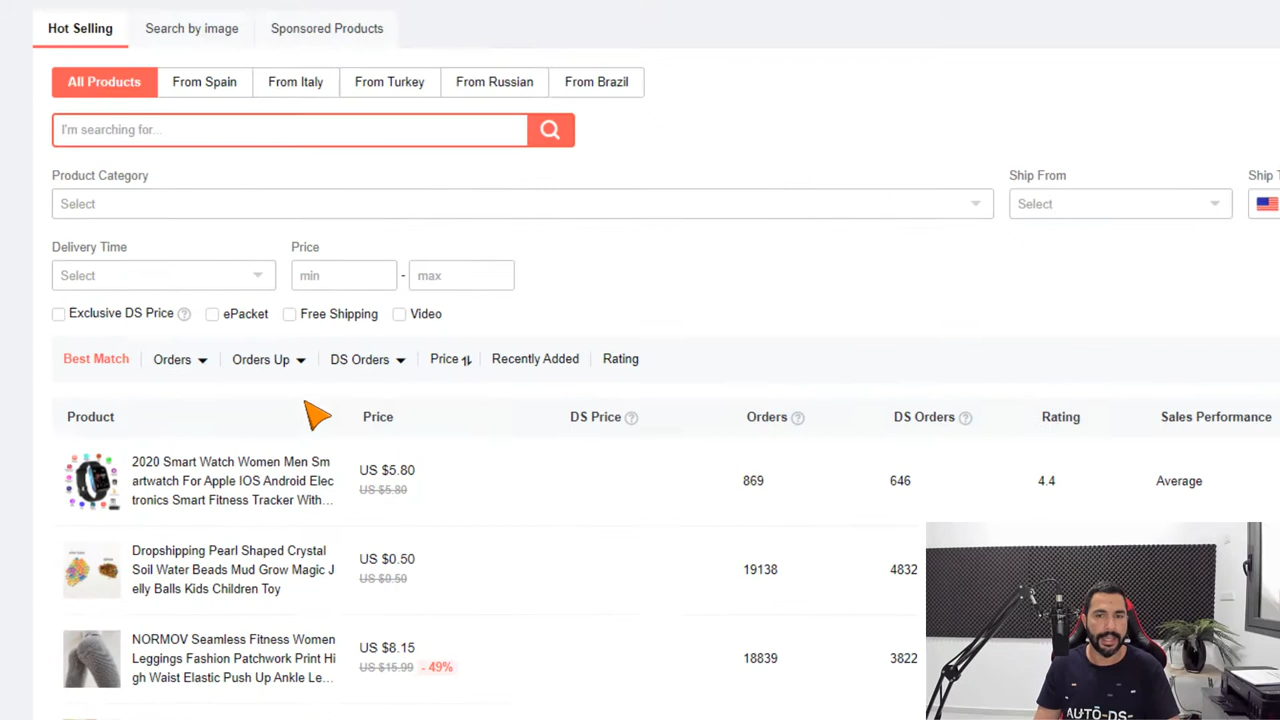 Hot Selling
Search by image
Sponsored Products
All Products
From Spain
From Italy
From Turkey
From Russian
From Brazil
I'm searching for...
Product Category
Ship From
Ship T
Select
Select
Delivery Time
Price
Select
min
-
max
Exclusive DS Price ?
ePacket
Free Shipping
Video
Best Match
Orders
Orders Up
DS Orders
Price
Recently Added
Rating
Product
Price
DS Price ?
Orders ?
DS Orders ?
Rating
Sales Performance
2020 Smart Watch Women Men Sm
artwatch For Apple IOS Android Elec
tronics Smart Fitness Tracker With...
US $5.80
US $5.80
869
646
4.4
Average
Dropshipping Pearl Shaped Crystal
Soil Water Beads Mud Grow Magic J
elly Balls Kids Children Toy
US $0.50
US $0.50
19138
4832
NORMOV Seamless Fitness Women
Leggings Fashion Patchwork Print Hi
gh Waist Elastic Push Up Ankle Le...
US $8.15
US $15.99 - 49%
18839
3822
AUTO-DS-